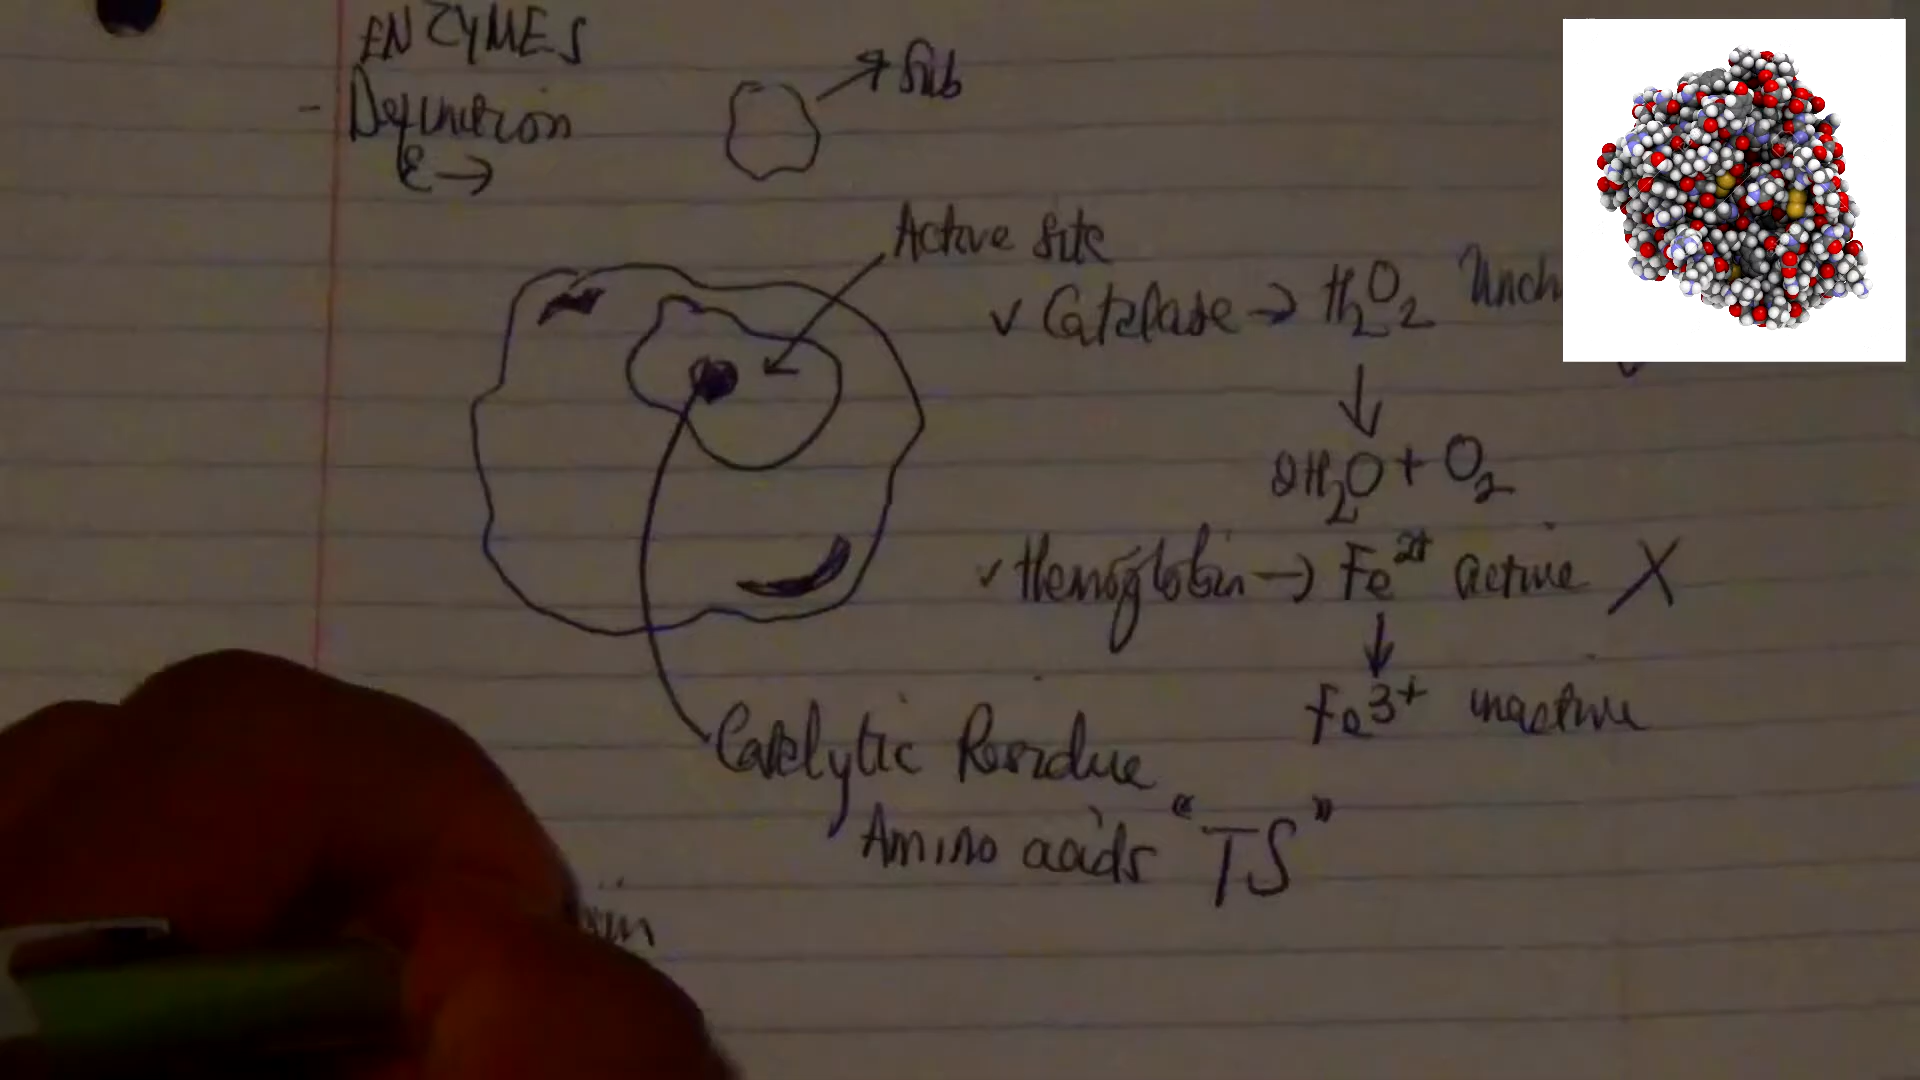 ENZYMES
- Definition
E →
→ Sub
Active Site
✓ Catalase → H₂O₂ Unch
↓
2H₂O + O₂
✓ Hemoglobin → Fe²⁺ active X
↓
Fe3+ inactive
Catalytic Residue
Amino acids "TS"